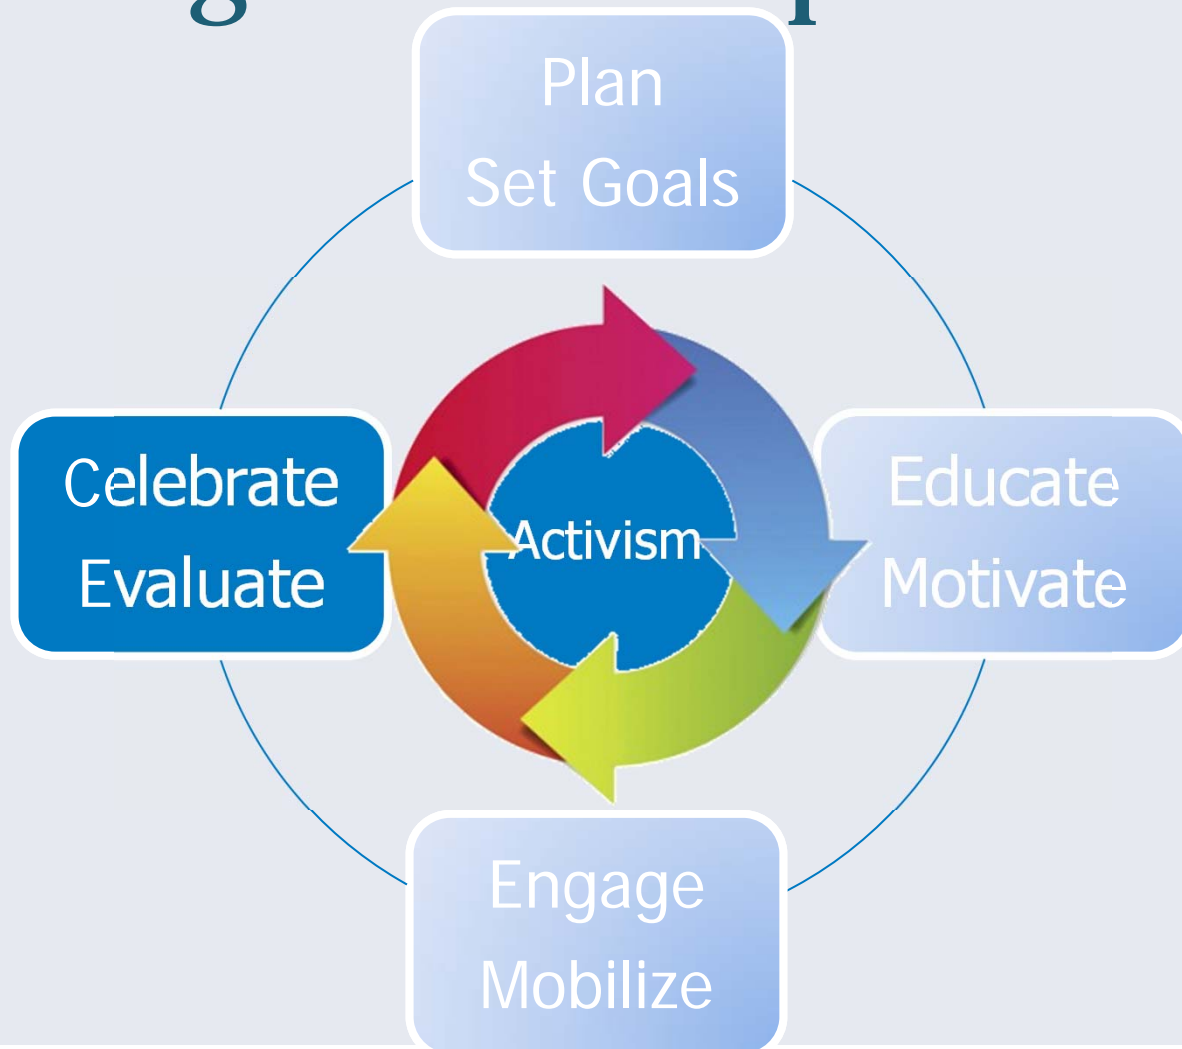 Plan
Set Goals
Celebrate
Evaluate
Activism
Educate
Motivate
Engage
Mobilize